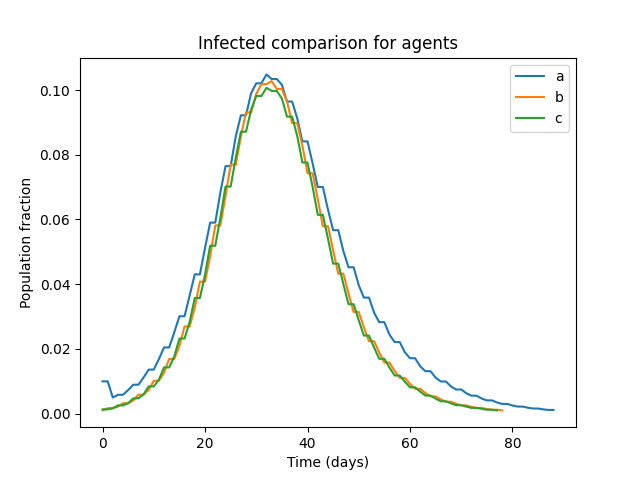 Infected comparison for agents
a
b
c
Population fraction
0.10
0.08
0.06
0.04
0.02
0.00
0
20
40
60
80
Time (days)